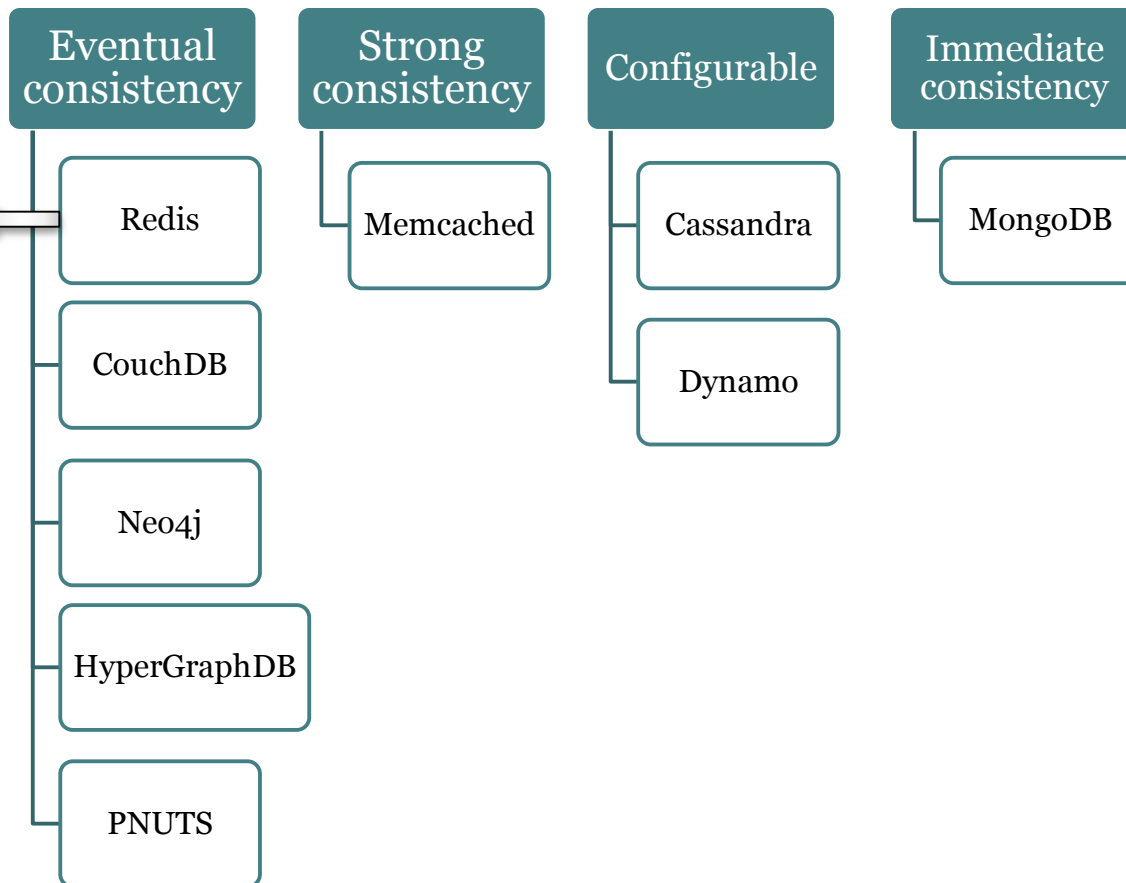 Eventual
consistency
Redis
CouchDB
Neo4j
HyperGraphDB
PNUTS
Strong
consistency
Memcached
Configurable
Cassandra
Dynamo
Immediate
consistency
MongoDB